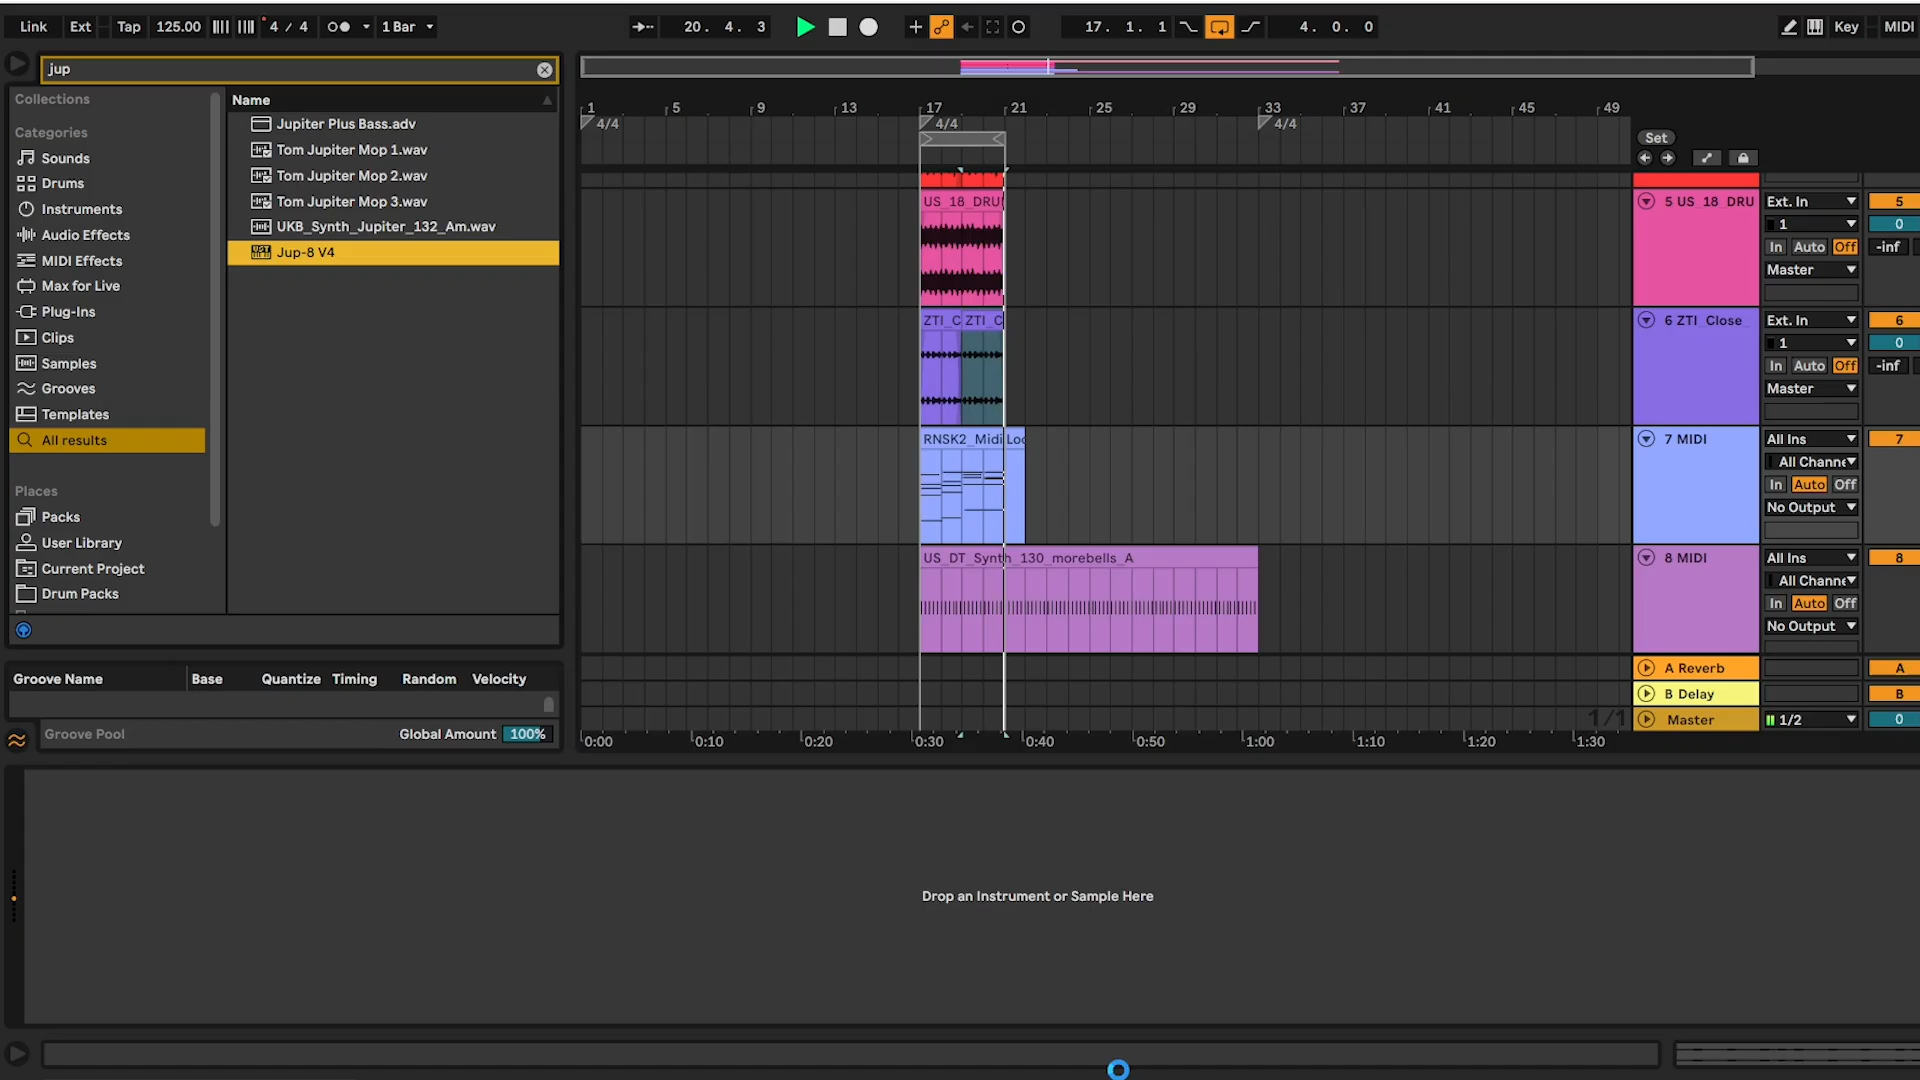 Link Ext Tap 125.00 4 / 4 1 Bar 20. 4. 3 17. 1. 1 4. 0. 0 Key MIDI
jup
Collections
Categories
Sounds
Drums
Instruments
Audio Effects
MIDI Effects
Max for Live
Plug-Ins
Clips
Samples
Grooves
Templates
All results
Places
Packs
User Library
Current Project
Drum Packs
Name
Jupiter Plus Bass.adv
Tom Jupiter Mop 1.wav
Tom Jupiter Mop 2.wav
Tom Jupiter Mop 3.wav
UKB_Synth_Jupiter_132_Am.wav
Jup-8 V4
Groove Name Base Quantize Timing Random Velocity
Groove Pool Global Amount 100%
1 5 9 13 17 21 25 29 33 37 41 45 49
4/4 4/4 4/4
Set
US_18_DRU
ZTI_C ZTI_C
RNSK2_Midi Loo
US_DT_Synth_130_morebells_A
5 US_18_DRU Ext. In 5
1 0
In Auto Off -inf
Master
6 ZTI_Close_ Ext. In 6
1 0
In Auto Off -inf
Master
7 MIDI All Ins 7
All Channe
In Auto Off
No Output
8 MIDI All Ins 8
All Channe
In Auto Off
No Output
A Reverb A
B Delay B
1/1 Master 1/2 0
0:00 0:10 0:20 0:30 0:40 0:50 1:00 1:10 1:20 1:30
Drop an Instrument or Sample Here